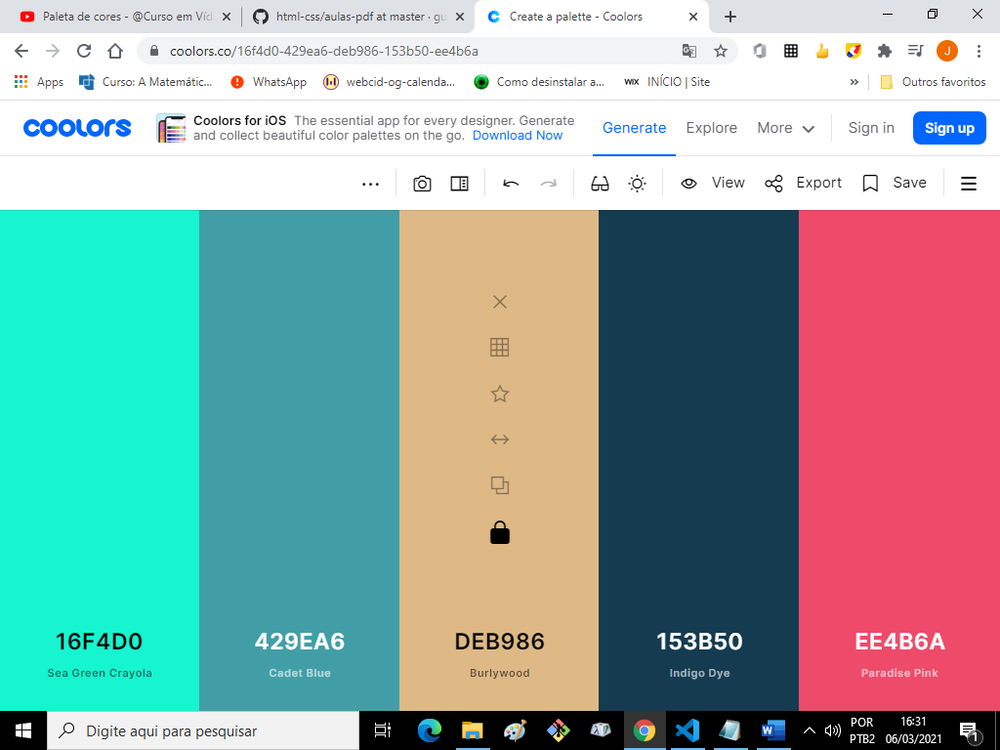 Paleta de cores - @Curso em Víd
html-css/aulas-pdf at master · gu
Create a palette - Coolors
coolors.co/16f4d0-429ea6-deb986-153b50-ee4b6a
J
Apps
Curso: A Matemátic...
WhatsApp
webcid-og-calenda...
Como desinstalar a...
WIX
INÍCIO | Site
»
Outros favoritos
coolors
Coolors for iOS The essential app for every designer. Generate
and collect beautiful color palettes on the go. Download Now
Generate
Explore
More
Sign in
Sign up
View
Export
Save
16F4D0
429EA6
DEB986
153B50
EE4B6A
Sea Green Crayola
Cadet Blue
Burlywood
Indigo Dye
Paradise Pink
Digite aqui para pesquisar
POR
PTB2
16:31
06/03/2021
1